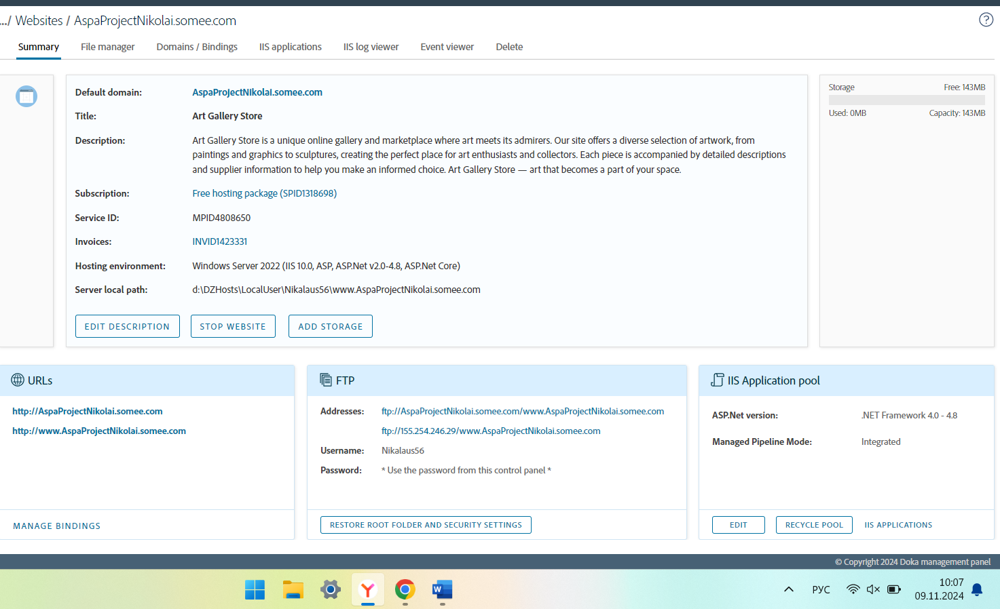 .../ Websites / AspaProjectNikolai.somee.com
?
Summary File manager Domains / Bindings IIS applications IIS log viewer Event viewer Delete
Default domain: AspaProjectNikolai.somee.com
Title: Art Gallery Store
Description: Art Gallery Store is a unique online gallery and marketplace where art meets its admirers. Our site offers a diverse selection of artwork, from
paintings and graphics to sculptures, creating the perfect place for art enthusiasts and collectors. Each piece is accompanied by detailed descriptions
and supplier information to help you make an informed choice. Art Gallery Store — art that becomes a part of your space.
Subscription: Free hosting package (SPID1318698)
Service ID: MPID4808650
Invoices: INVID1423331
Hosting environment: Windows Server 2022 (IIS 10.0, ASP, ASP.Net v2.0-4.8, ASP.Net Core)
Server local path: d:\DZHosts\LocalUser\Nikalaus56\www.AspaProjectNikolai.somee.com
EDIT DESCRIPTION STOP WEBSITE ADD STORAGE
Storage Free: 143MB
Used: 0MB Capacity: 143MB
URLs
http://AspaProjectNikolai.somee.com
http://www.AspaProjectNikolai.somee.com
MANAGE BINDINGS
FTP
Addresses: ftp://AspaProjectNikolai.somee.com/www.AspaProjectNikolai.somee.com
ftp://155.254.246.29/www.AspaProjectNikolai.somee.com
Username: Nikalaus56
Password: * Use the password from this control panel *
RESTORE ROOT FOLDER AND SECURITY SETTINGS
IIS Application pool
ASP.Net version: .NET Framework 4.0 - 4.8
Managed Pipeline Mode: Integrated
EDIT RECYCLE POOL IIS APPLICATIONS
© Copyright 2024 Doka management panel
W
РУС
10:07
09.11.2024